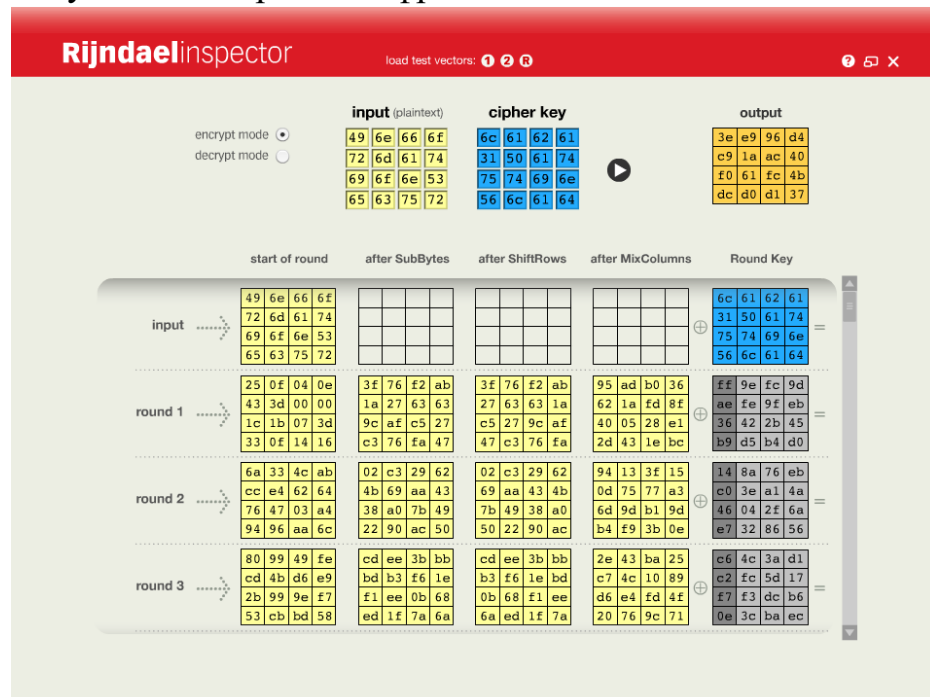 Rijndaelinspector load test vectors: 1 2 R ?
input (plaintext) cipher key output
encrypt mode
decrypt mode
49 6e 66 6f 6c 61 62 61 3e e9 96 d4
72 6d 61 74 31 50 61 74 c9 1a ac 40
69 6f 6e 53 75 74 69 6e f0 61 fc 4b
65 63 75 72 56 6c 61 64 dc d0 d1 37
start of round after SubBytes after ShiftRows after MixColumns Round Key
input
49 6e 66 6f 6c 61 62 61
72 6d 61 74 31 50 61 74
69 6f 6e 53 ⊕ 75 74 69 6e =
65 63 75 72 56 6c 61 64
round 1
25 0f 04 0e 3f 76 f2 ab 3f 76 f2 ab 95 ad b0 36 ff 9e fc 9d
43 3d 00 00 1a 27 63 63 27 63 63 1a 62 1a fd 8f ae fe 9f eb
1c 1b 07 3d 9c af c5 27 c5 27 9c af 40 05 28 e1 ⊕ 36 42 2b 45 =
33 0f 14 16 c3 76 fa 47 47 c3 76 fa 2d 43 1e bc b9 d5 b4 d0
round 2
6a 33 4c ab 02 c3 29 62 02 c3 29 62 94 13 3f 15 14 8a 76 eb
cc e4 62 64 4b 69 aa 43 69 aa 43 4b 0d 75 77 a3 c0 3e a1 4a
76 47 03 a4 38 a0 7b 49 7b 49 38 a0 6d 9d b1 9d ⊕ 46 04 2f 6a =
94 96 aa 6c 22 90 ac 50 50 22 90 ac b4 f9 3b 0e e7 32 86 56
round 3
80 99 49 fe cd ee 3b bb cd ee 3b bb 2e 43 ba 25 c6 4c 3a d1
cd 4b d6 e9 bd b3 f6 1e b3 f6 1e bd c7 4c 10 89 c2 fc 5d 17
2b 99 9e f7 f1 ee 0b 68 0b 68 f1 ee d6 e4 fd 4f ⊕ f7 f3 dc b6 =
53 cb bd 58 ed 1f 7a 6a 6a ed 1f 7a 20 76 9c 71 0e 3c ba ec